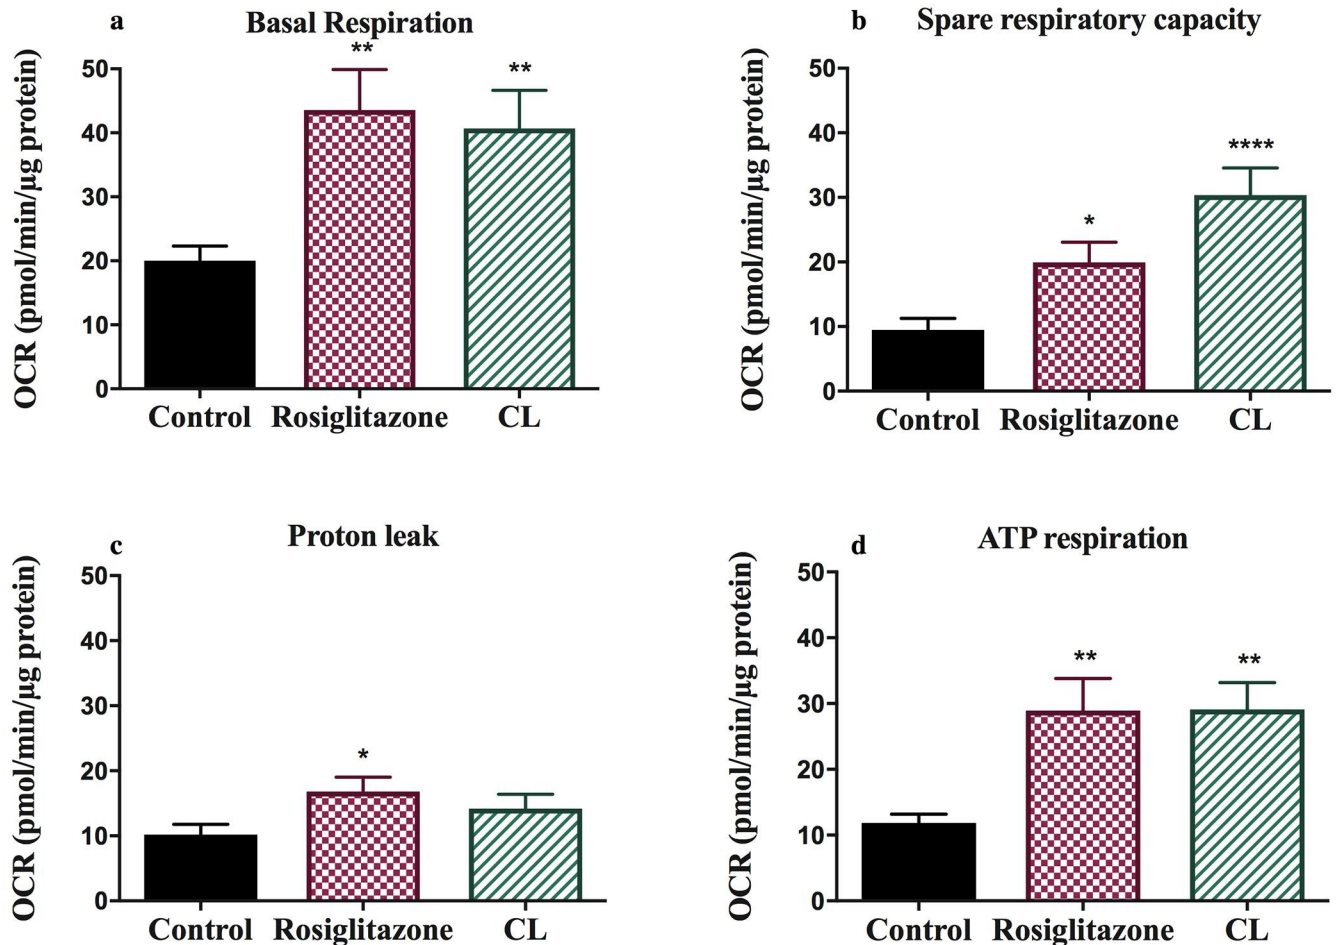 a
Basal Respiration
OCR (pmol/min/µg protein)
50
40
30
20
10
0
**
**
Control Rosiglitazone CL
b
Spare respiratory capacity
OCR (pmol/min/µg protein)
50
40
30
20
10
0
*
****
Control Rosiglitazone CL
c
Proton leak
OCR (pmol/min/µg protein)
50
40
30
20
10
0
*
Control Rosiglitazone CL
d
ATP respiration
OCR (pmol/min/µg protein)
50
40
30
20
10
0
**
**
Control Rosiglitazone CL